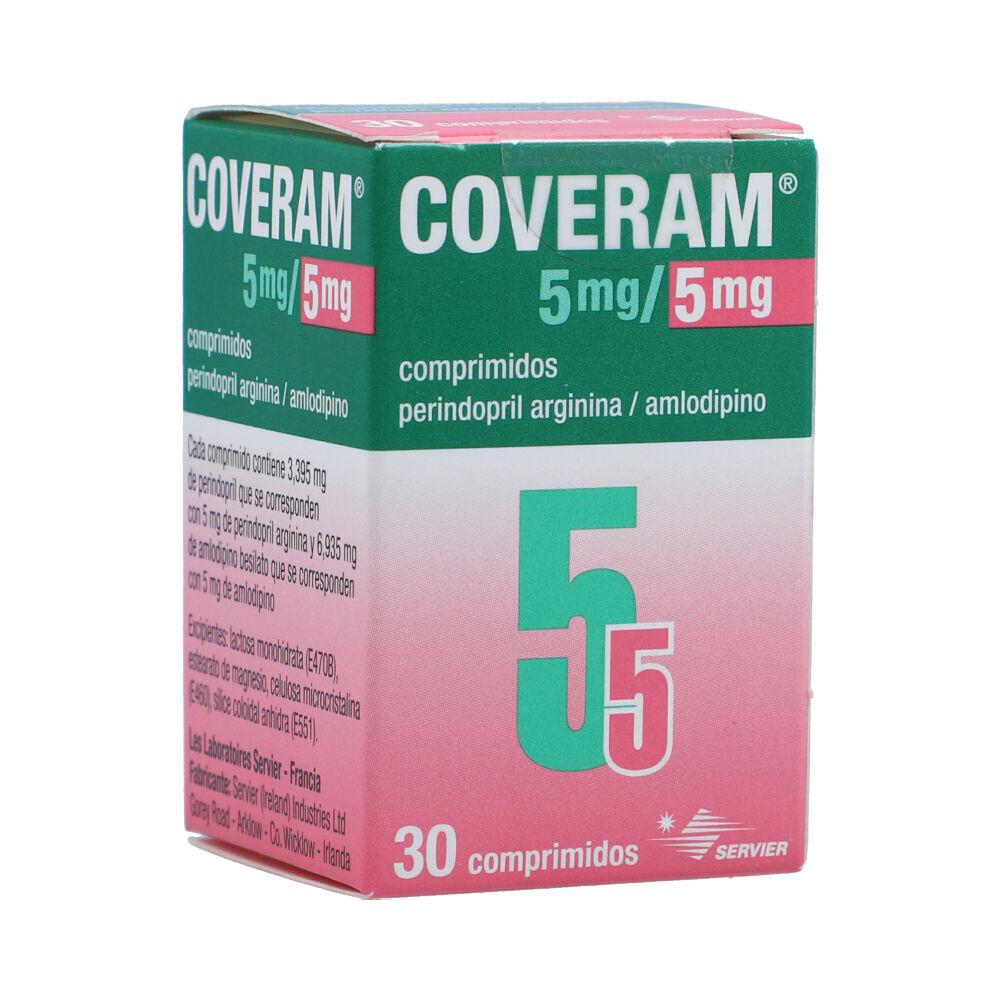 30 comprimidos
SERVIER
COVERAM®
5mg/5mg
comprimidos
perindopril arginina / amlodipino
Cada comprimido contiene 3,395 mg
de perindopril que se corresponden
con 5 mg de perindopril arginina y 6,935 mg
de amlodipino besilato que se corresponden
con 5 mg de amlodipino
Excipientes: lactosa monohidrata (E470B),
estearato de magnesio, celulosa microcristalina
(E460), sílice coloidal anhidra (E551).
Les Laboratoires Servier - Francia
Fabricante: Servier (Ireland) Industries Ltd
Gorey Road - Arklow - Co. Wicklow - Irlanda
COVERAM®
5mg/5mg
comprimidos
perindopril arginina / amlodipino
5
5
30 comprimidos
SERVIER